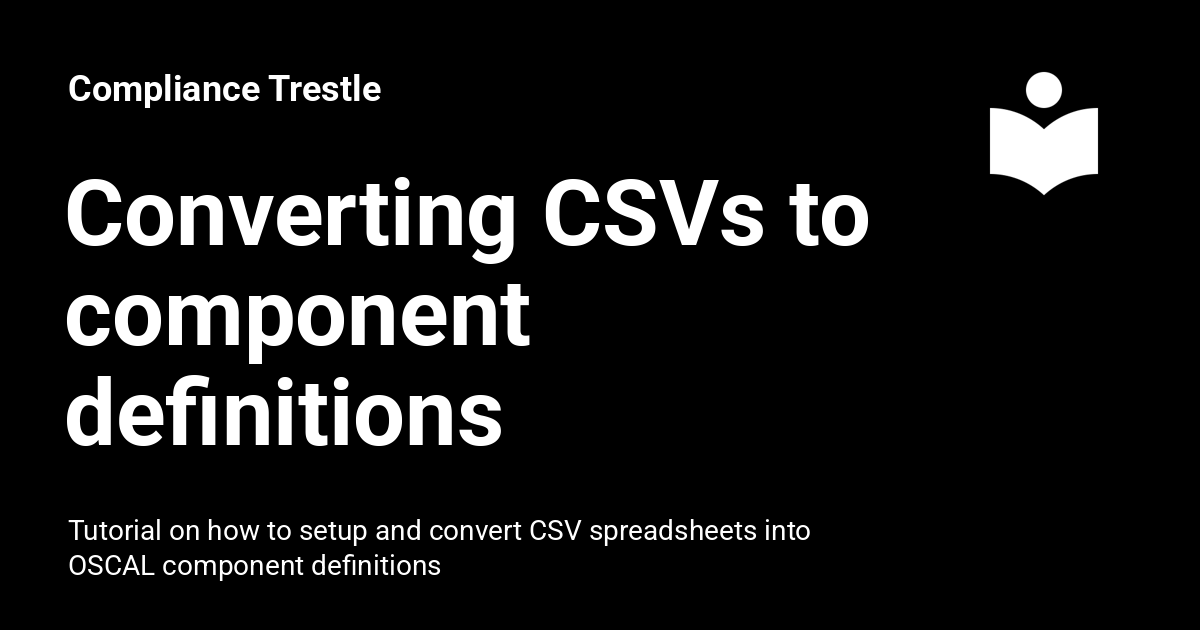 Compliance Trestle
Converting CSVs to
component
definitions
Tutorial on how to setup and convert CSV spreadsheets into
OSCAL component definitions